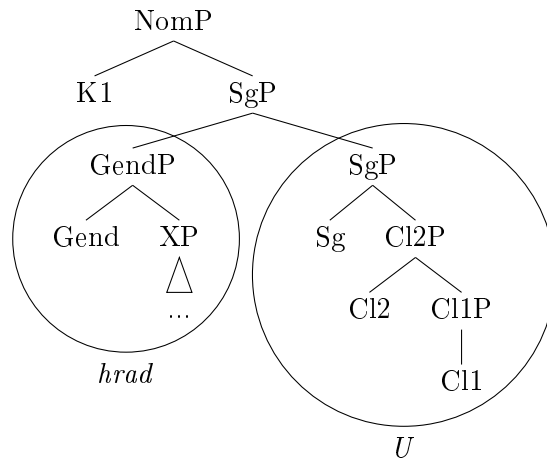 NomP
K1 SgP
GendP SgP
Gend XP Sg Cl2P
... Cl2 Cl1P
hrad Cl1
U